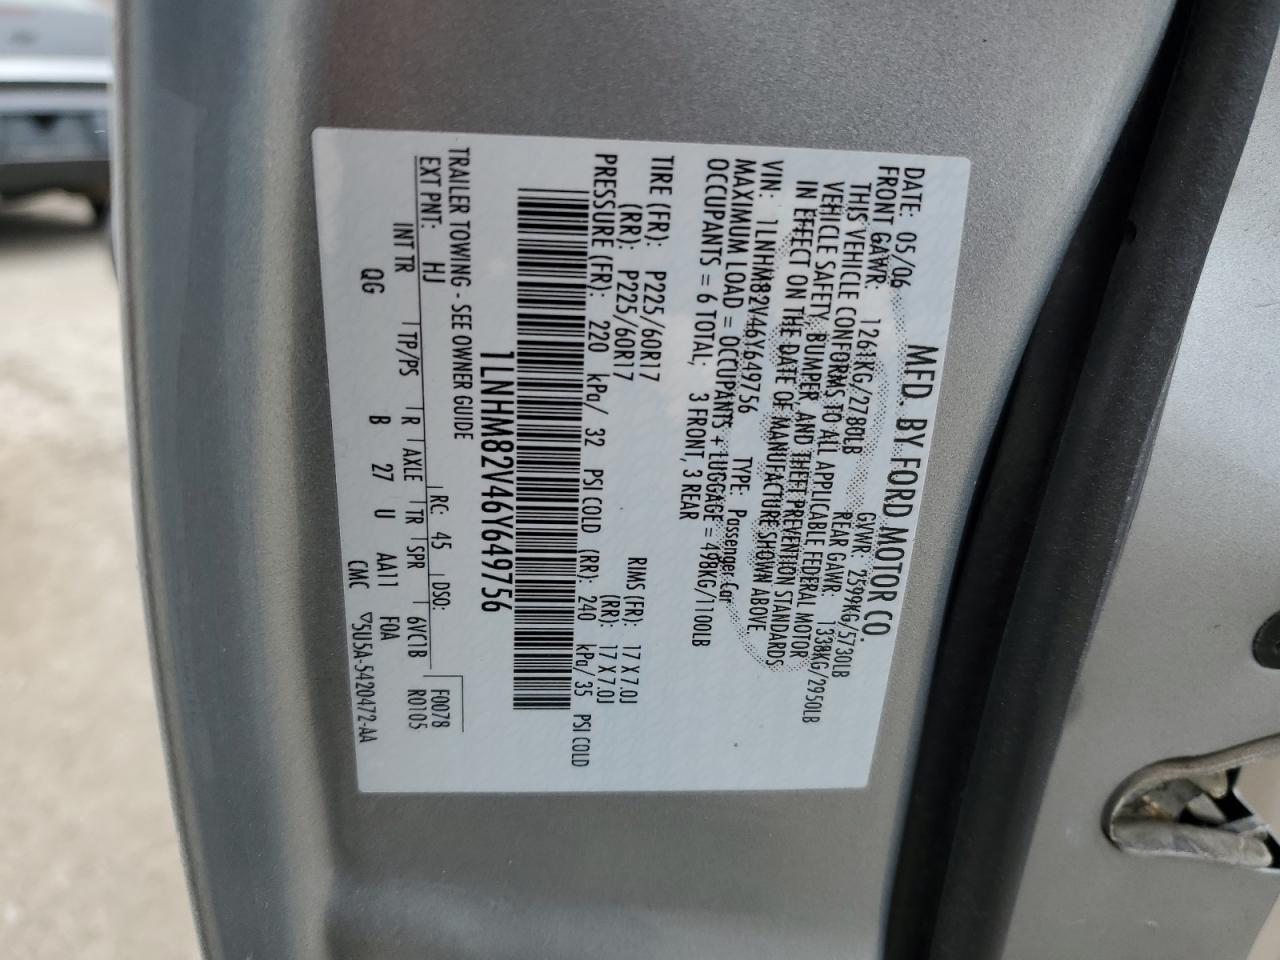 MFD. BY FORD MOTOR CO.
DATE: 05/06 GVWR: 2599KG/5730LB
FRONT GAWR: 1261KG/2780LB REAR GAWR: 1338KG/2950LB
THIS VEHICLE CONFORMS TO ALL APPLICABLE FEDERAL MOTOR
VEHICLE SAFETY, BUMPER, AND THEFT PREVENTION STANDARDS
IN EFFECT ON THE DATE OF MANUFACTURE SHOWN ABOVE.
VIN: 1LNHM82V46Y649756 TYPE: Passenger Car
MAXIMUM LOAD = OCCUPANTS + LUGGAGE = 498KG/1100LB
OCCUPANTS = 6 TOTAL; 3 FRONT, 3 REAR
TIRE (FR): P225/60R17 RIMS (FR): 17 X 7.0J
(RR): P225/60R17 (RR): 17 X 7.0J
PRESSURE (FR): 220 kPa/ 32 PSI COLD (RR): 240 kPa/ 35 PSI COLD
1LNHM82V46Y649756
TRAILER TOWING - SEE OWNER GUIDE
F0078
EXT PNT: HJ RC: 45 DSO: R0105
INT TR TP/PS R AXLE TR SPR 6VC1B
QG B 27 U AA11 F0A
CMC ▽5U5A-5420472-AA